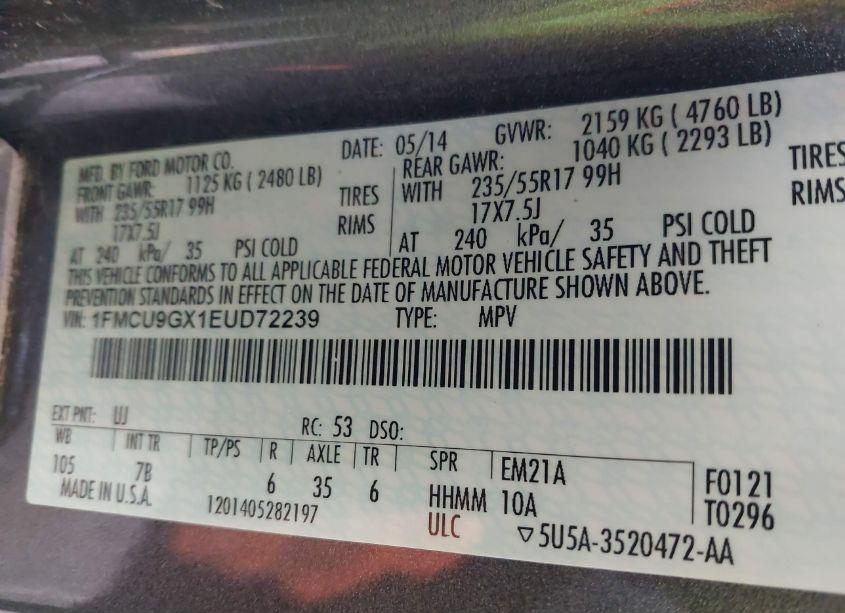 MFD. BY FORD MOTOR CO. DATE: 05/14 GVWR: 2159 KG ( 4760 LB)
FRONT GAWR: 1125 KG ( 2480 LB) REAR GAWR: 1040 KG ( 2293 LB)
WITH 235/55R17 99H TIRES WITH 235/55R17 99H TIRES
17X7.5J RIMS 17X7.5J RIMS
AT 240 kPa/ 35 PSI COLD AT 240 kPa/ 35 PSI COLD
THIS VEHICLE CONFORMS TO ALL APPLICABLE FEDERAL MOTOR VEHICLE SAFETY AND THEFT
PREVENTION STANDARDS IN EFFECT ON THE DATE OF MANUFACTURE SHOWN ABOVE.
VIN: 1FMCU9GX1EUD72239 TYPE: MPV
EXT PNT: UJ RC: 53 DSO:
WB INT TR TP/PS R AXLE TR SPR EM21A F0121
105 7B 6 35 6 HHMM 10A T0296
MADE IN U.S.A. 1201405282197 ULC ▽5U5A-3520472-AA